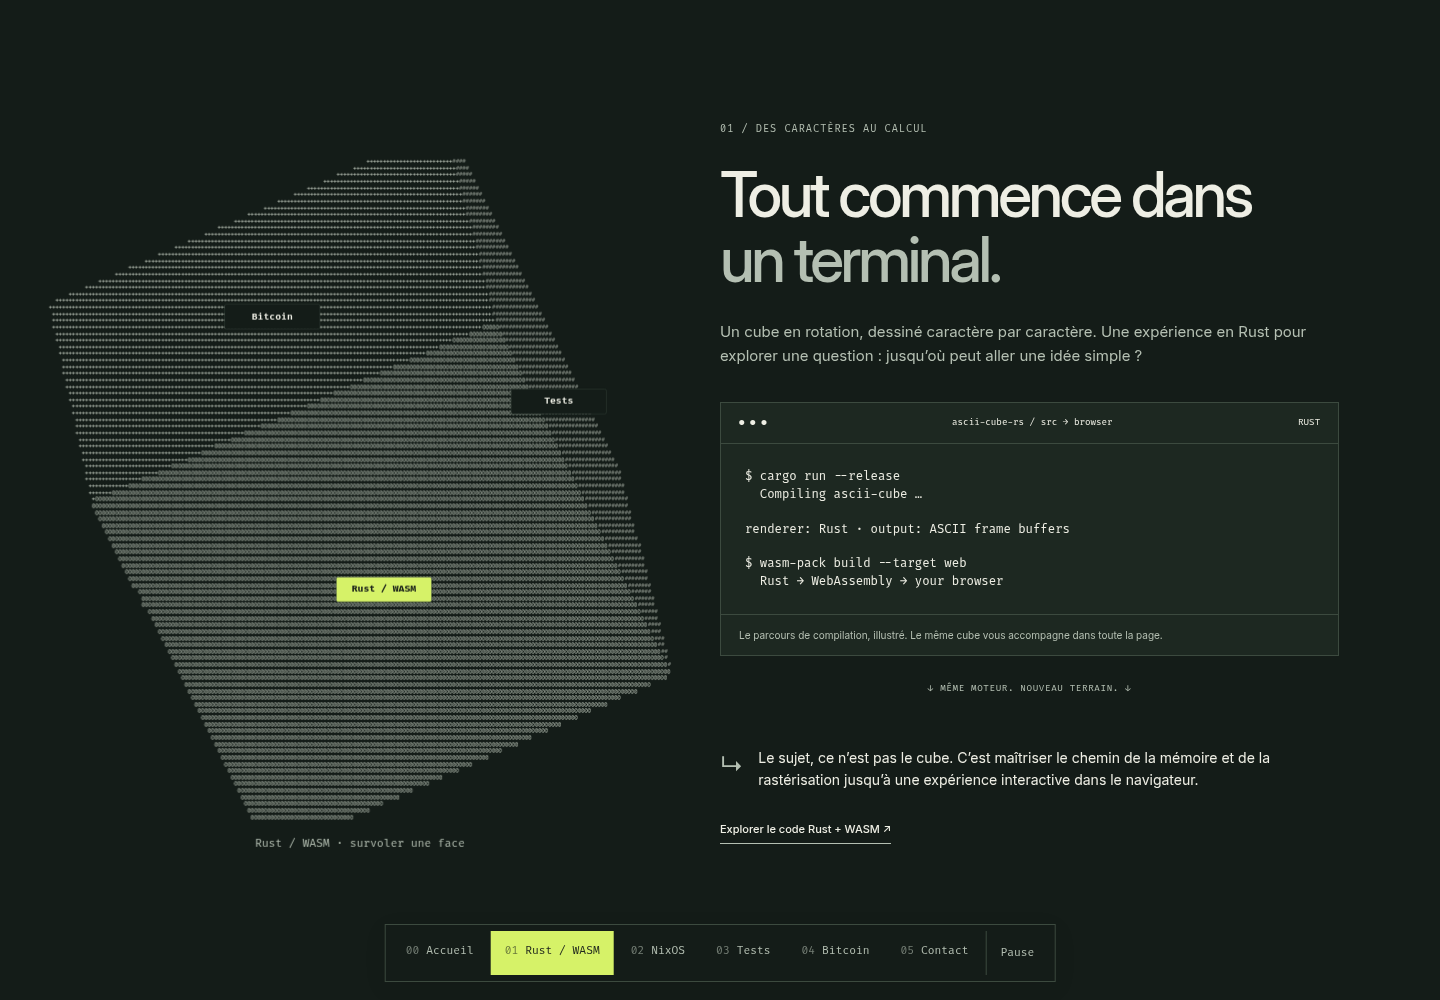 01 / DES CARACTÈRES AU CALCUL
Tout commence dans
un terminal.
Un cube en rotation, dessiné caractère par caractère. Une expérience en Rust pour
explorer une question : jusqu’où peut aller une idée simple ?
ascii-cube-rs / src → browser
RUST
$ cargo run --release
Compiling ascii-cube …
renderer: Rust · output: ASCII frame buffers
$ wasm-pack build --target web
Rust → WebAssembly → your browser
Le parcours de compilation, illustré. Le même cube vous accompagne dans toute la page.
↓ MÊME MOTEUR. NOUVEAU TERRAIN. ↓
Le sujet, ce n’est pas le cube. C’est maîtriser le chemin de la mémoire et de la
rastérisation jusqu’à une expérience interactive dans le navigateur.
Explorer le code Rust + WASM ↗
Bitcoin
Tests
Rust / WASM
Rust / WASM · survoler une face
00 Accueil
01 Rust / WASM
02 NixOS
03 Tests
04 Bitcoin
05 Contact
Pause